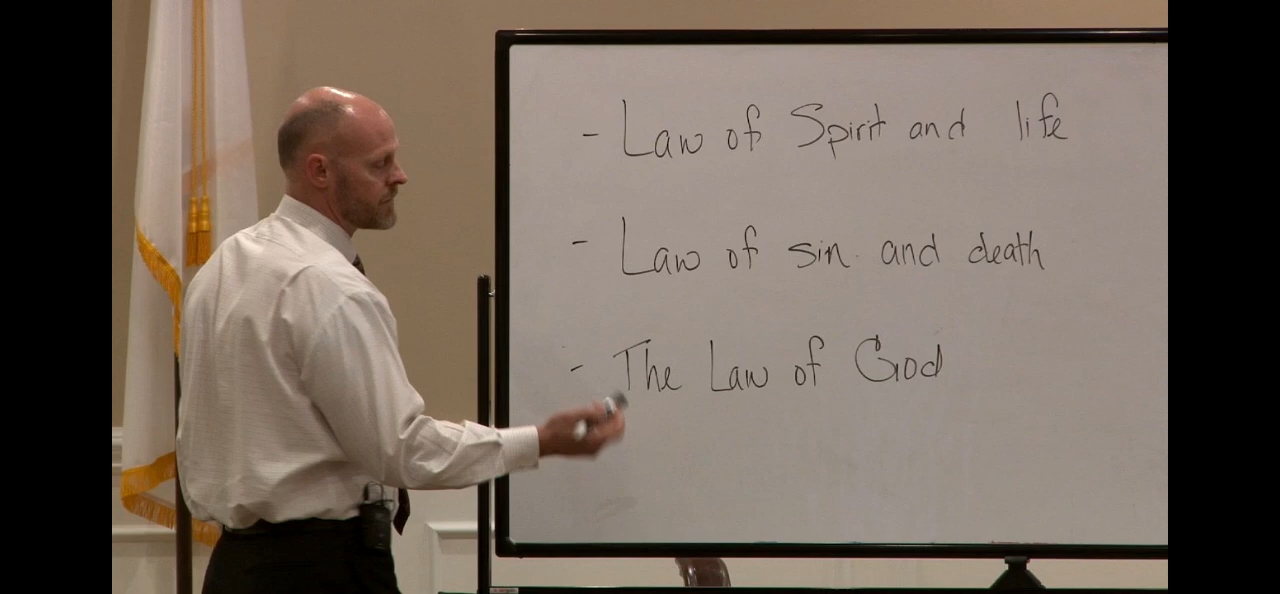 - Law of Spirit and life
- Law of sin and death
- The Law of God